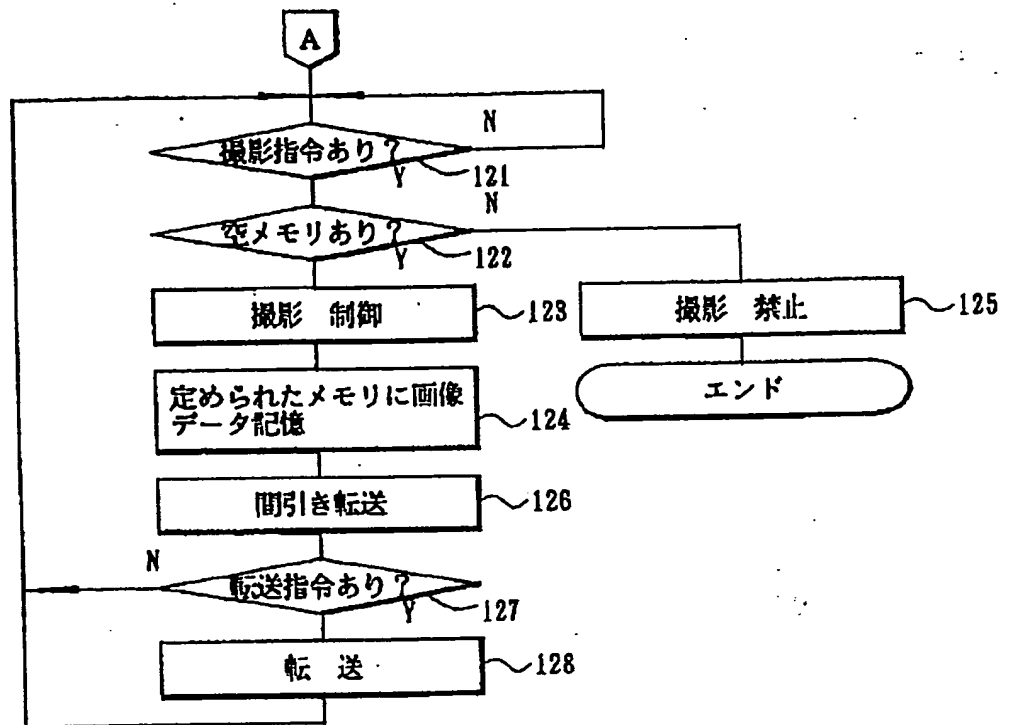 A
N
撮影指令あり?
Y
121
N
空メモリあり?
Y
122
撮影 制御
123
撮影 禁止
125
エンド
定められたメモリに画像
データ記憶
124
間引き転送
126
N
転送指令あり?
Y
127
転 送
128